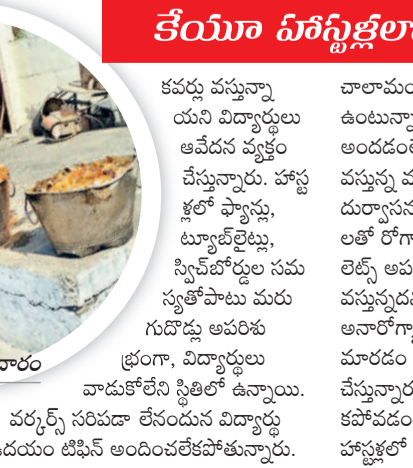 కేయూ హాస్టళ్లలా
కవర్లు వస్తున్నా
యని విద్యార్థులు
ఆవేదన వ్యక్తం
చేస్తున్నారు. హాస్ట
ళ్లలో ఫ్యాన్లు,
ట్యూబ్‌లైట్లు,
స్విచ్‌బోర్డుల సమ
స్యతోపాటు మరు
గుదొడ్లు అపరిశు
భ్రంగా, విద్యార్థులు
వాడుకోలేని స్థితిలో ఉన్నాయి.
వర్కర్స్ సరిపడా లేనందున విద్యార్థు
దయం టిఫిన్ అందించలేకపోతున్నారు.
దారం
చాలామం
ఉంటున్నా
అందడంలే
వస్తున్న
దుర్వాసన
లతో రోగా
లెట్స్ అప
వస్తున్నద
అనారోగ్యా
మారడం
చేస్తున్నారు
కపోవడం
హాస్టళ్లలో